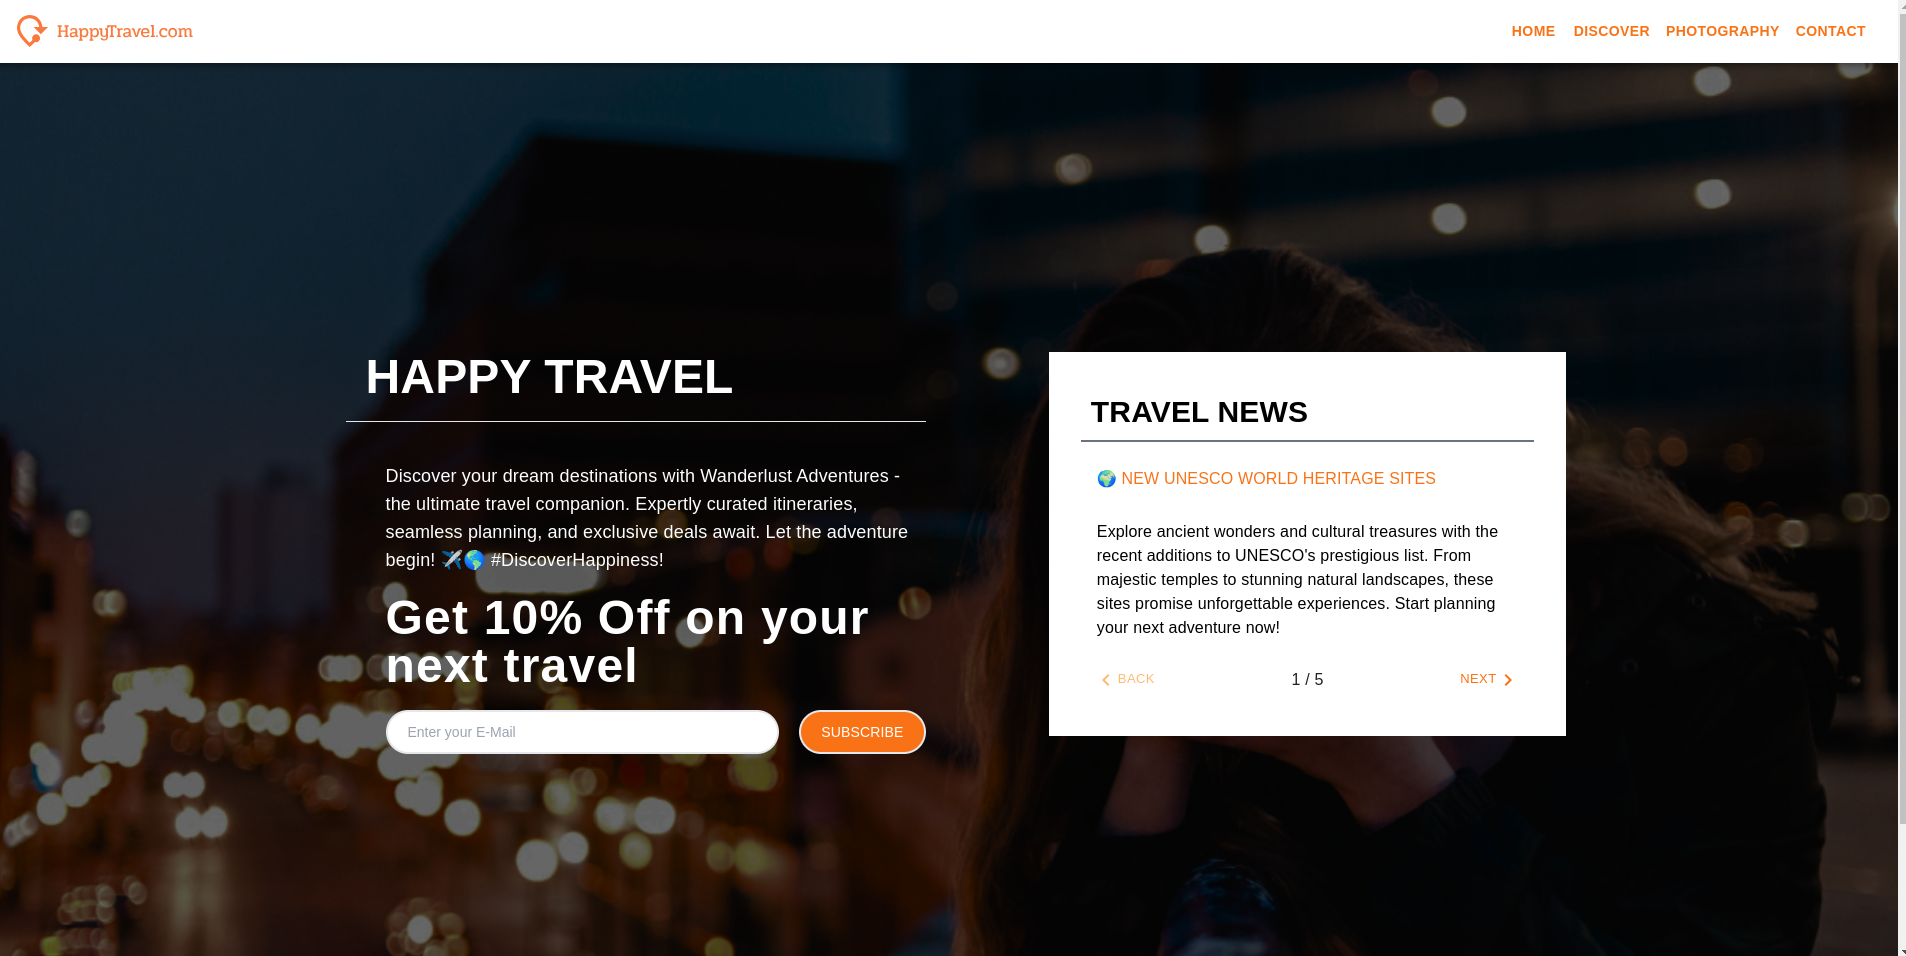 HappyTravel.com
HOME DISCOVER PHOTOGRAPHY CONTACT
HAPPY TRAVEL
Discover your dream destinations with Wanderlust Adventures -
the ultimate travel companion. Expertly curated itineraries,
seamless planning, and exclusive deals await. Let the adventure
begin! ✈️🌎 #DiscoverHappiness!
Get 10% Off on your
next travel
Enter your E-Mail
SUBSCRIBE
TRAVEL NEWS
🌍 NEW UNESCO WORLD HERITAGE SITES
Explore ancient wonders and cultural treasures with the
recent additions to UNESCO's prestigious list. From
majestic temples to stunning natural landscapes, these
sites promise unforgettable experiences. Start planning
your next adventure now!
BACK
1 / 5
NEXT